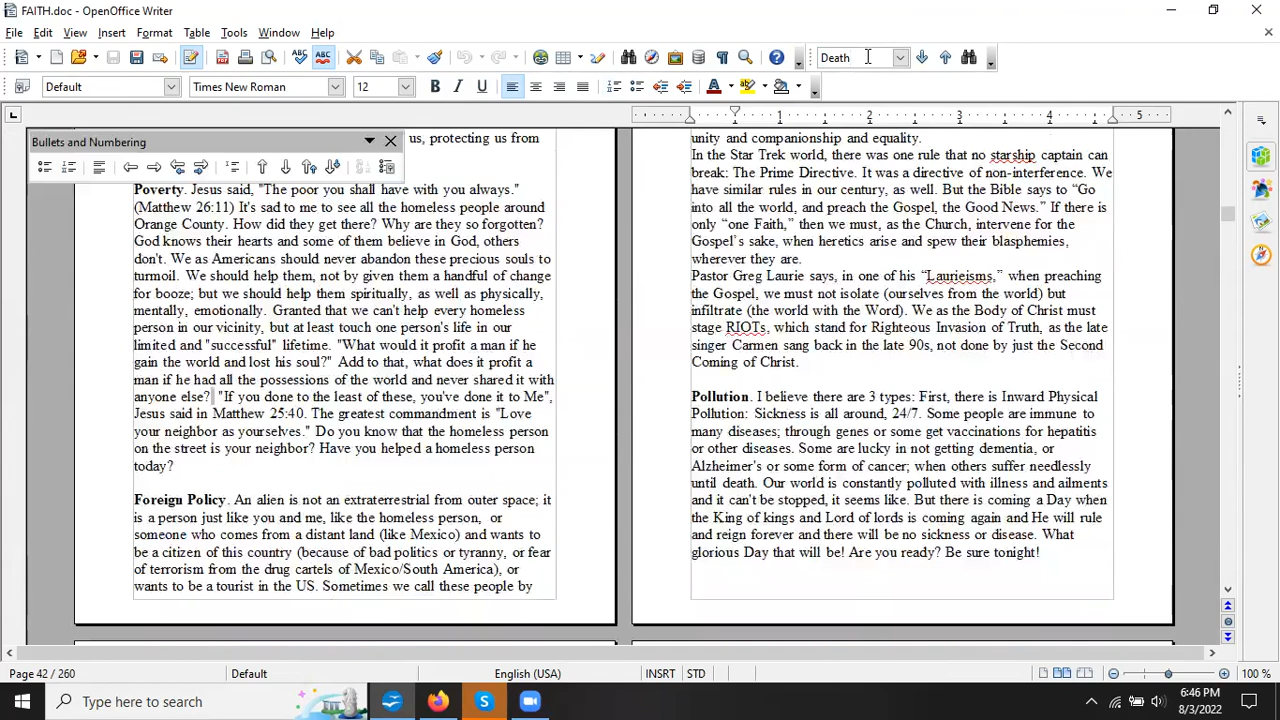 FAITH.doc - OpenOffice Writer
File Edit View Insert Format Table Tools Window Help
Death
Default Times New Roman 12
1 2 3 4 5
Bullets and Numbering
us, protecting us from
Poverty. Jesus said, "The poor you shall have with you always."
(Matthew 26:11) It's sad to me to see all the homeless people around
Orange County. How did they get there? Why are they so forgotten?
God knows their hearts and some of them believe in God, others
don't. We as Americans should never abandon these precious souls to
turmoil. We should help them, not by given them a handful of change
for booze; but we should help them spiritually, as well as physically,
mentally, emotionally. Granted that we can't help every homeless
person in our vicinity, but at least touch one person's life in our
limited and "successful" lifetime. "What would it profit a man if he
gain the world and lost his soul?" Add to that, what does it profit a
man if he had all the possessions of the world and never shared it with
anyone else? "If you done to the least of these, you've done it to Me",
Jesus said in Matthew 25:40. The greatest commandment is "Love
your neighbor as yourselves." Do you know that the homeless person
on the street is your neighbor? Have you helped a homeless person
today?
Foreign Policy. An alien is not an extraterrestrial from outer space; it
is a person just like you and me, like the homeless person, or
someone who comes from a distant land (like Mexico) and wants to
be a citizen of this country (because of bad politics or tyranny, or fear
of terrorism from the drug cartels of Mexico/South America), or
wants to be a tourist in the US. Sometimes we call these people by
unity and companionship and equality.
In the Star Trek world, there was one rule that no starship captain can
break: The Prime Directive. It was a directive of non-interference. We
have similar rules in our century, as well. But the Bible says to “Go
into all the world, and preach the Gospel, the Good News.” If there is
only “one Faith,” then we must, as the Church, intervene for the
Gospel’s sake, when heretics arise and spew their blasphemies,
wherever they are.
Pastor Greg Laurie says, in one of his “Laurieisms,” when preaching
the Gospel, we must not isolate (ourselves from the world) but
infiltrate (the world with the Word). We as the Body of Christ must
stage RIOTs, which stand for Righteous Invasion of Truth, as the late
singer Carmen sang back in the late 90s, not done by just the Second
Coming of Christ.
Pollution. I believe there are 3 types: First, there is Inward Physical
Pollution: Sickness is all around, 24/7. Some people are immune to
many diseases; through genes or some get vaccinations for hepatitis
or other diseases. Some are lucky in not getting dementia, or
Alzheimer's or some form of cancer; when others suffer needlessly
until death. Our world is constantly polluted with illness and ailments
and it can't be stopped, it seems like. But there is coming a Day when
the King of kings and Lord of lords is coming again and He will rule
and reign forever and there will be no sickness or disease. What
glorious Day that will be! Are you ready? Be sure tonight!
Page 42 / 260 Default English (USA) INSRT STD 100 %
Type here to search
6:46 PM
8/3/2022